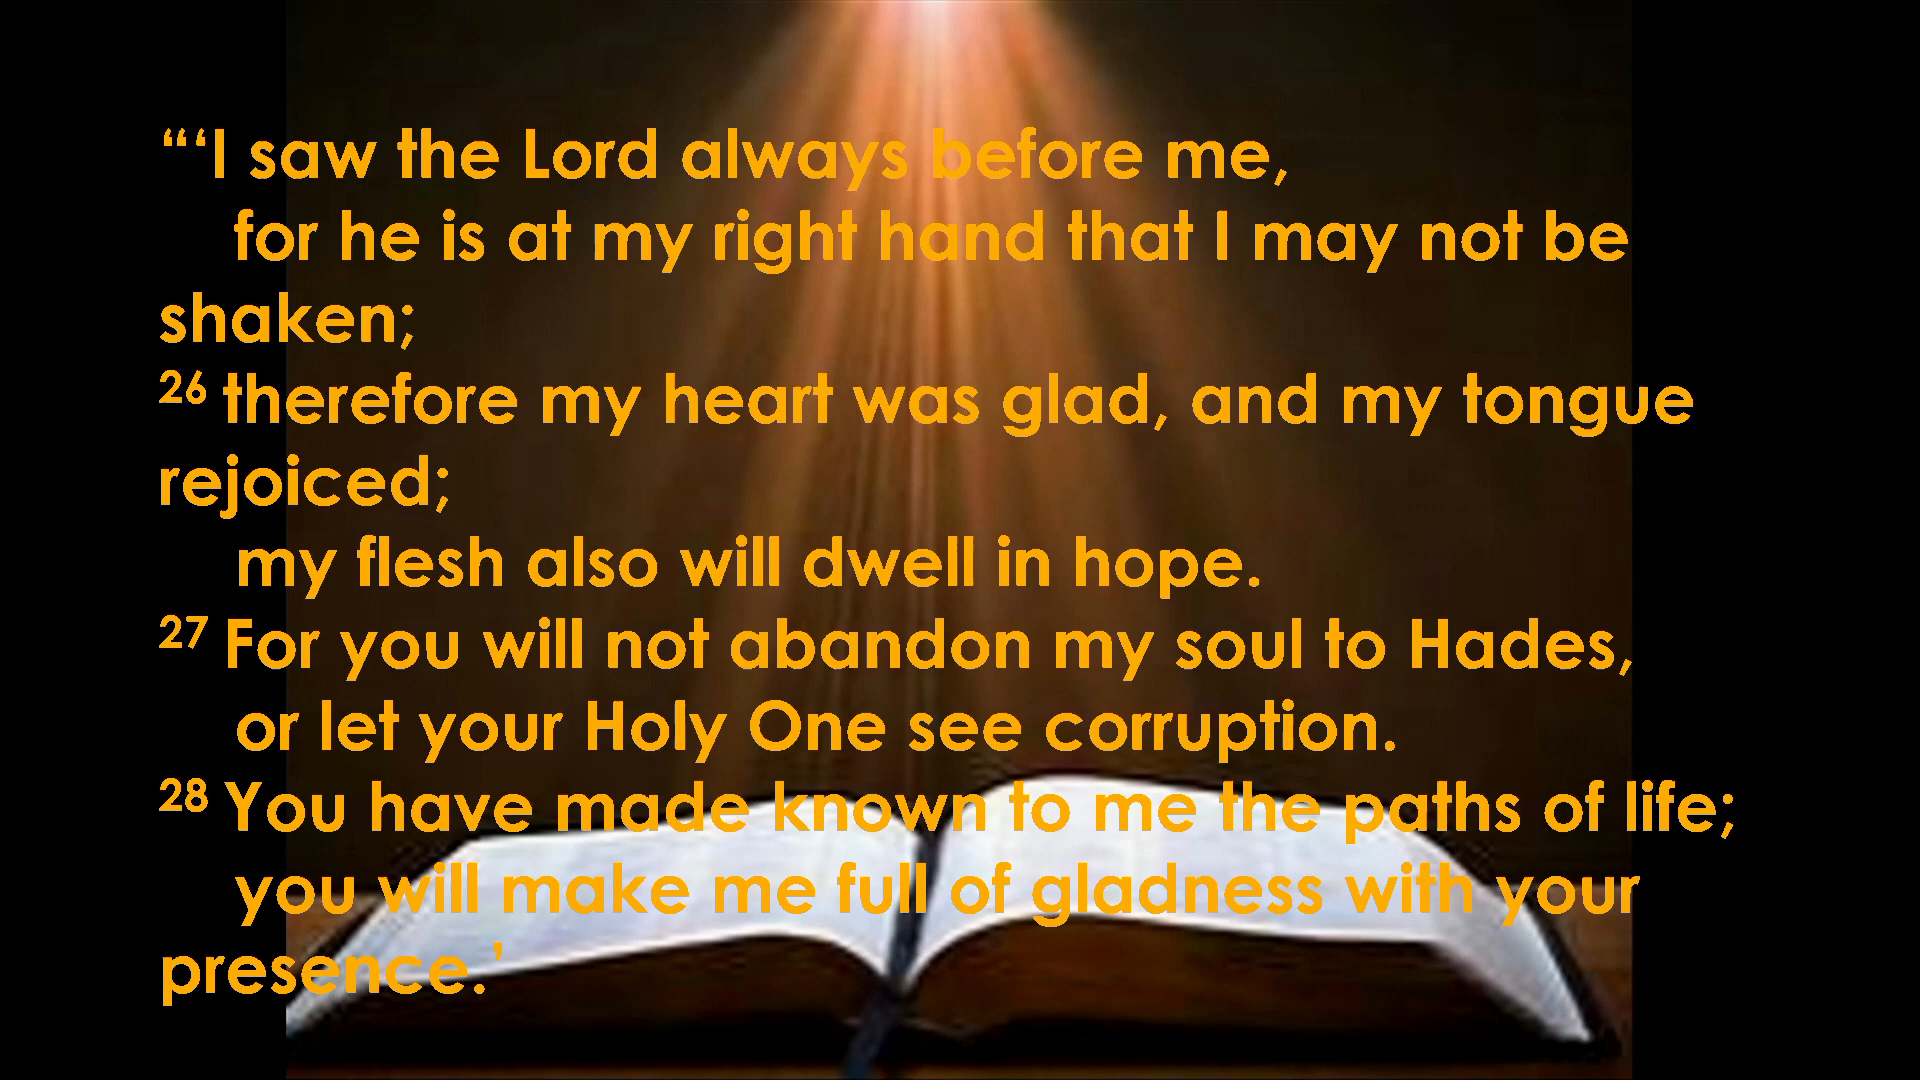 “‘I saw the Lord always before me,
for he is at my right hand that I may not be
shaken;
26 therefore my heart was glad, and my tongue
rejoiced;
my flesh also will dwell in hope.
27 For you will not abandon my soul to Hades,
or let your Holy One see corruption.
28 You have made known to me the paths of life;
you will make me full of gladness with your
presence.’